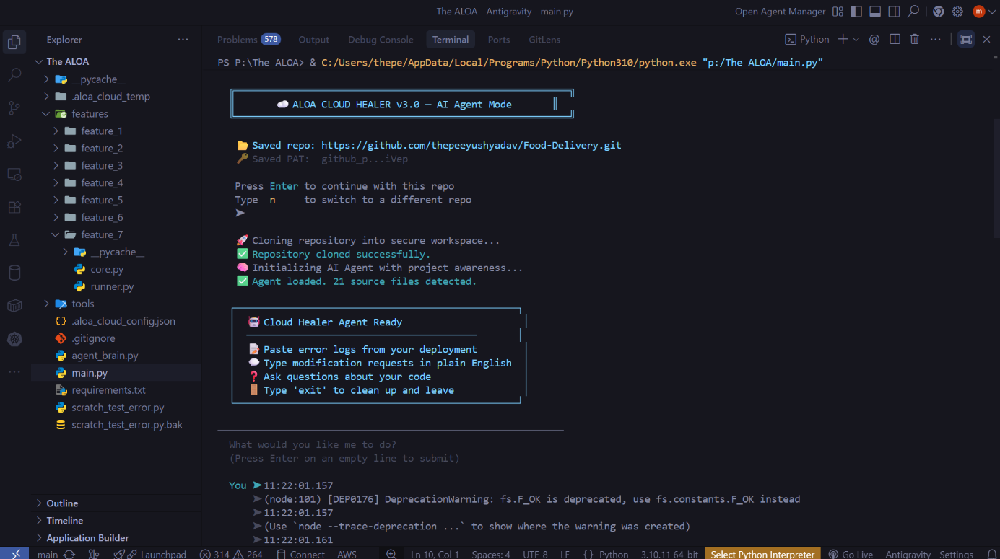 The ALOA - Antigravity - main.py
Open Agent Manager
m
Explorer
The ALOA
__pycache__
.aloa_cloud_temp
features
feature_1
feature_2
feature_3
feature_4
feature_5
feature_6
feature_7
__pycache__
core.py
runner.py
tools
.aloa_cloud_config.json
.gitignore
agent_brain.py
main.py
requirements.txt
scratch_test_error.py
scratch_test_error.py.bak
Outline
Timeline
Application Builder
Problems 578 Output Debug Console Terminal Ports GitLens
Python
PS P:\The ALOA> & C:/Users/thepe/AppData/Local/Programs/Python/Python310/python.exe "p:/The ALOA/main.py"
ALOA CLOUD HEALER v3.0 — AI Agent Mode
Saved repo: https://github.com/thepeeyushyadav/Food-Delivery.git
Saved PAT: github_p...iVep
Press Enter to continue with this repo
Type n to switch to a different repo
➤
🚀 Cloning repository into secure workspace...
✅ Repository cloned successfully.
🧠 Initializing AI Agent with project awareness...
✅ Agent loaded. 21 source files detected.
Cloud Healer Agent Ready
Paste error logs from your deployment
Type modification requests in plain English
❓ Ask questions about your code
Type 'exit' to clean up and leave
What would you like me to do?
(Press Enter on an empty line to submit)
You ➤11:22:01.157
➤(node:101) [DEP0176] DeprecationWarning: fs.F_OK is deprecated, use fs.constants.F_OK instead
➤11:22:01.157
➤(Use `node --trace-deprecation ...` to show where the warning was created)
➤11:22:01.161
main Launchpad 314 264 Connect AWS Ln 10, Col 1 Spaces: 4 UTF-8 LF {} Python 3.10.11 64-bit Select Python Interpreter Go Live Antigravity - Settings